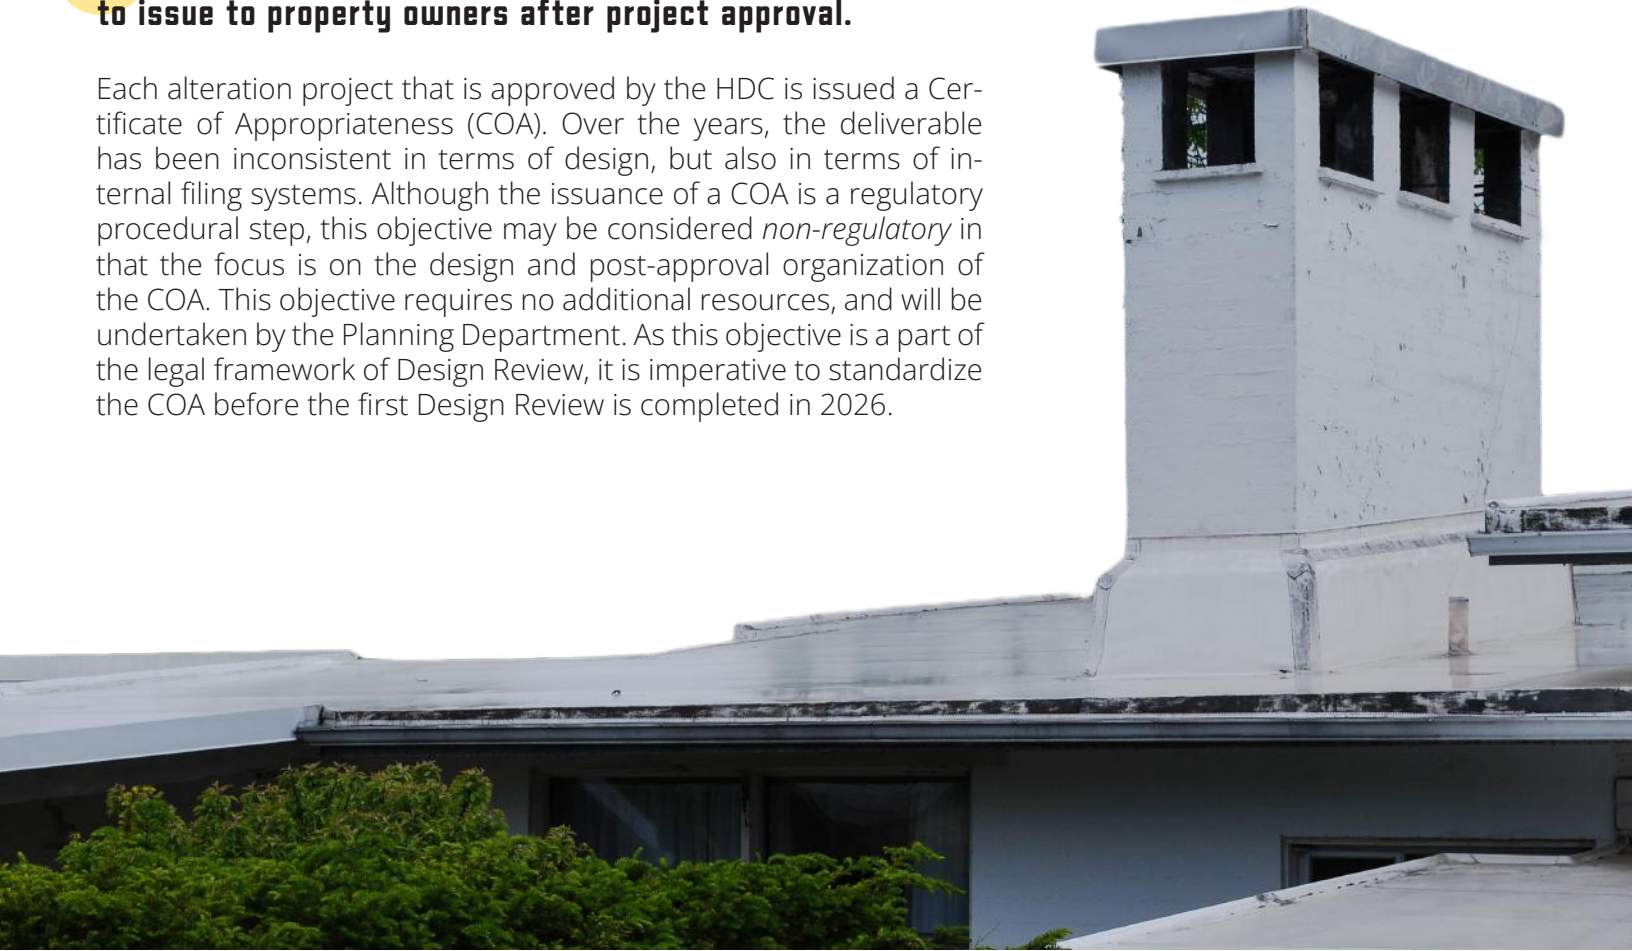 to issue to property owners after project approval.
Each alteration project that is approved by the HDC is issued a Cer-
tificate of Appropriateness (COA). Over the years, the deliverable
has been inconsistent in terms of design, but also in terms of in-
ternal filing systems. Although the issuance of a COA is a regulatory
procedural step, this objective may be considered non-regulatory in
that the focus is on the design and post-approval organization of
the COA. This objective requires no additional resources, and will be
undertaken by the Planning Department. As this objective is a part of
the legal framework of Design Review, it is imperative to standardize
the COA before the first Design Review is completed in 2026.